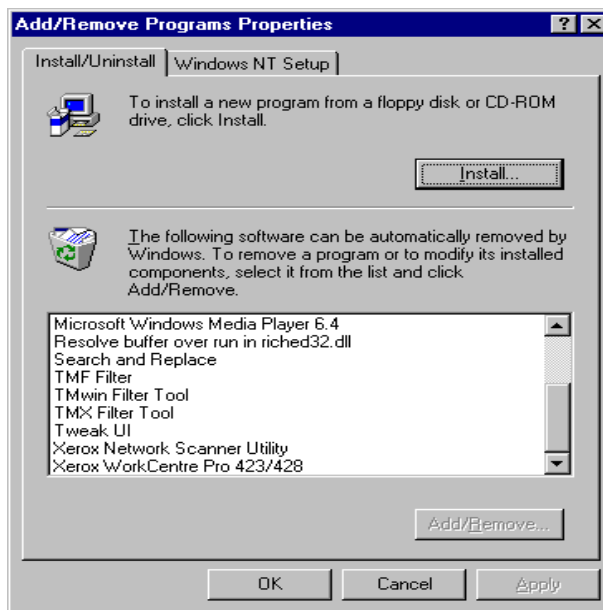 Add/Remove Programs Properties
Install/Uninstall
Windows NT Setup
To install a new program from a floppy disk or CD-ROM
drive, click Install.
Install...
The following software can be automatically removed by
Windows. To remove a program or to modify its installed
components, select it from the list and click
Add/Remove.
Microsoft Windows Media Player 6.4
Resolve buffer over run in riched32.dll
Search and Replace
TMF Filter
TMwin Filter Tool
TMX Filter Tool
Tweak UI
Xerox Network Scanner Utility
Xerox WorkCentre Pro 423/428
Add/Remove...
OK
Cancel
Apply